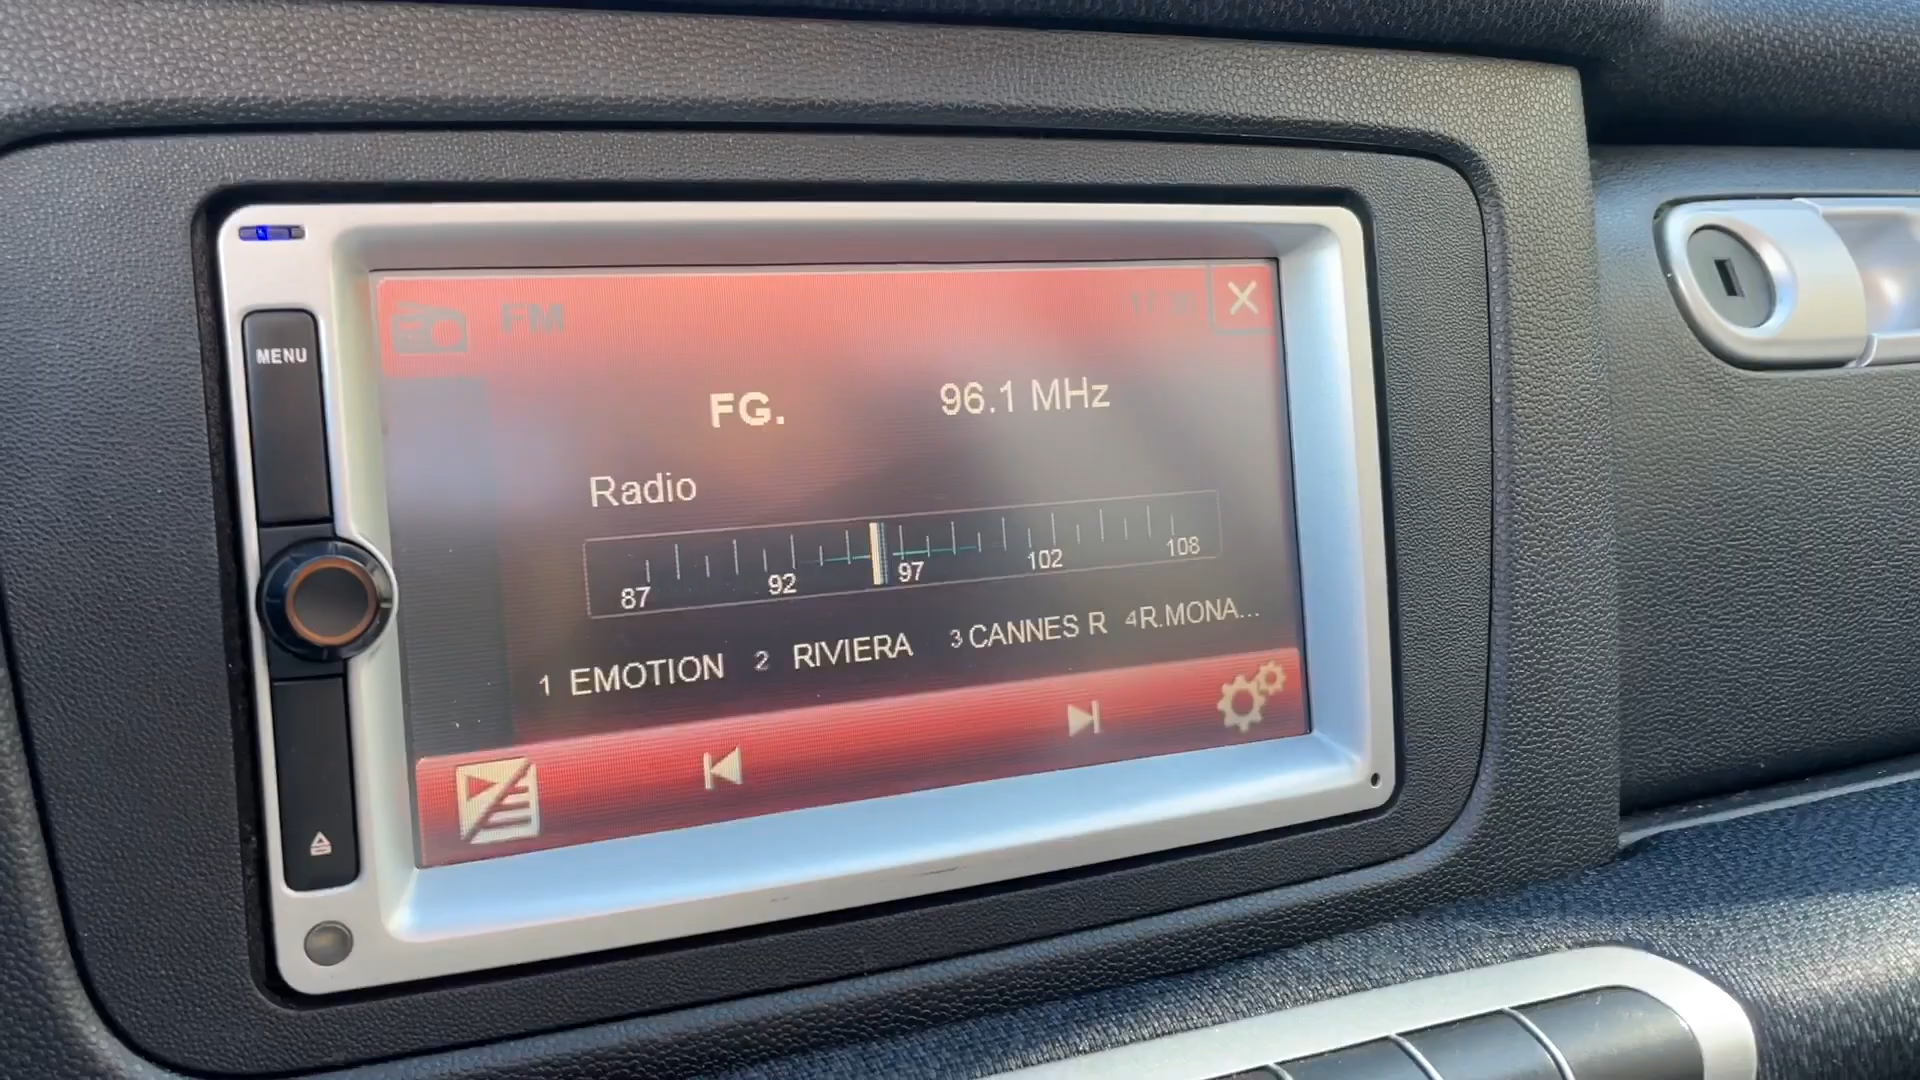 MENU
FM
FG.
96.1 MHz
Radio
87 92 97 102 108
1 EMOTION 2 RIVIERA 3 CANNES R 4 R.MONA...